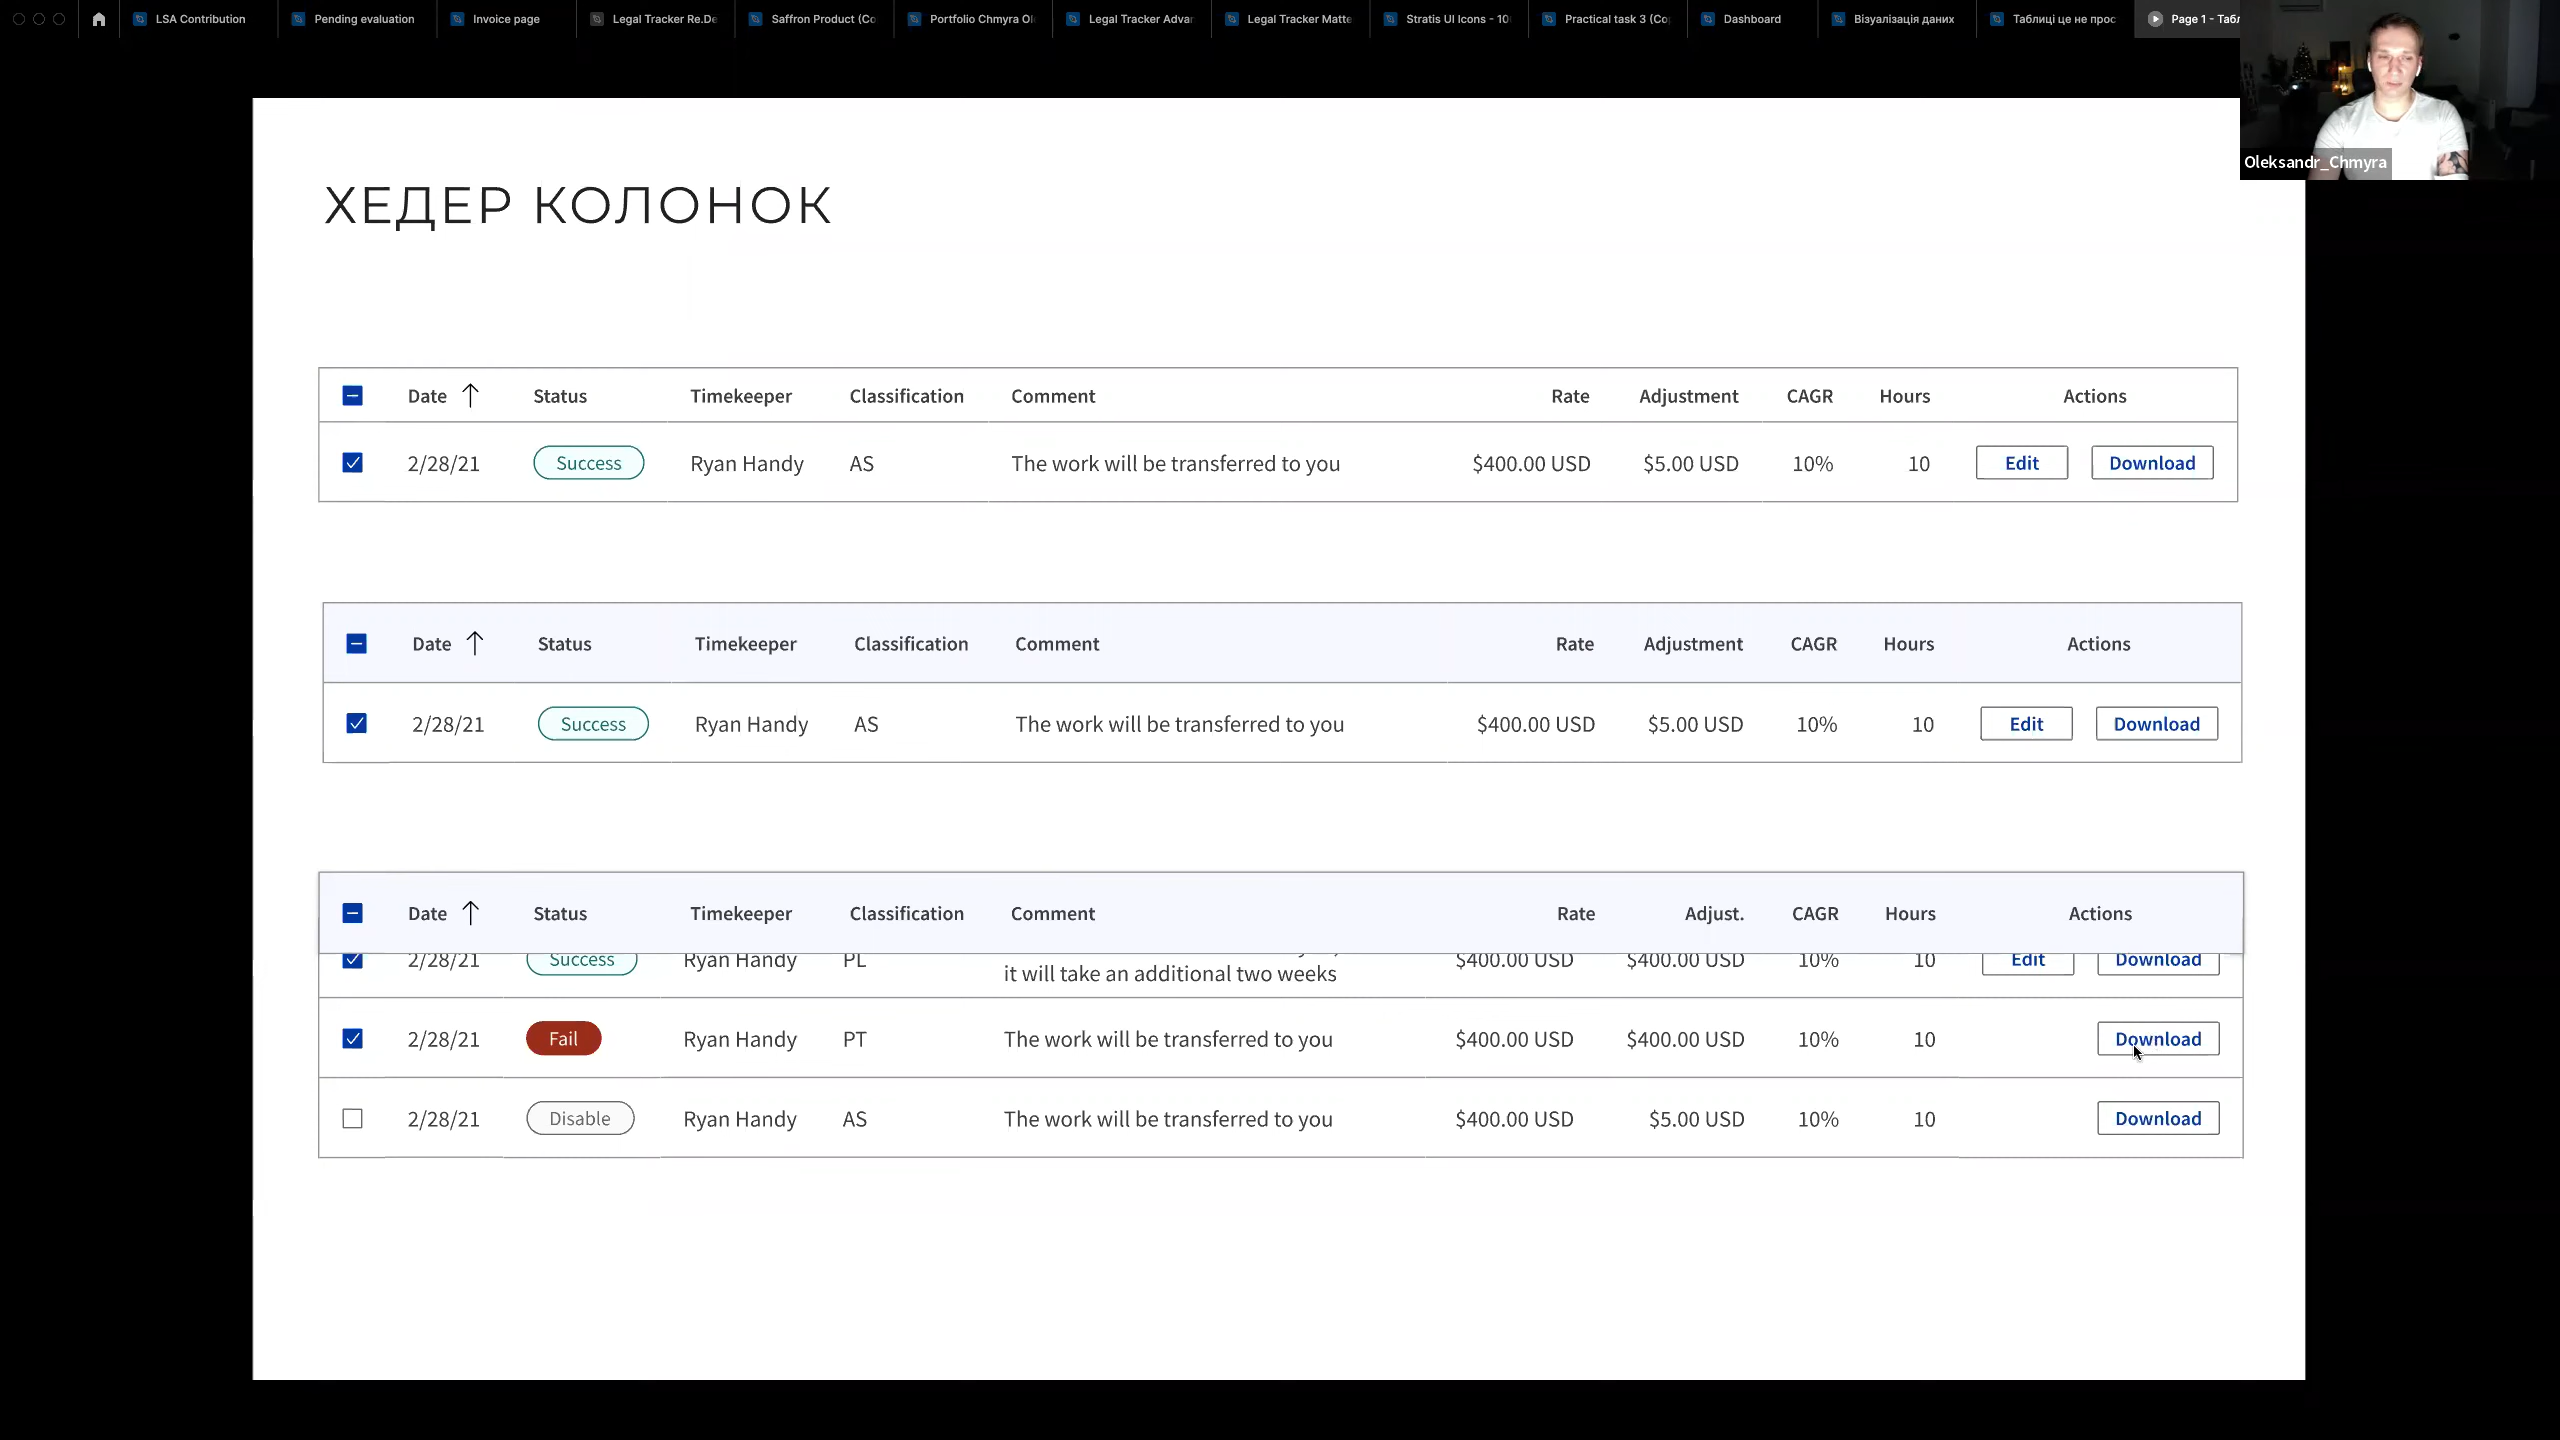 LSA Contribution
Pending evaluation
Invoice page
Legal Tracker Re.De
Saffron Product (Co
Portfolio Chmyra Ol
Legal Tracker Advar
Legal Tracker Matte
Stratis UI Icons - 10
Practical task 3 (Co
Dashboard
Візуалізація даних
Таблиці це не прос
Page 1 - Табл
Oleksandr_Chmyra
ХЕДЕР КОЛОНОК
Date Status Timekeeper Classification Comment Rate Adjustment CAGR Hours Actions
2/28/21 Success Ryan Handy AS The work will be transferred to you $400.00 USD $5.00 USD 10% 10 Edit Download
Date Status Timekeeper Classification Comment Rate Adjustment CAGR Hours Actions
2/28/21 Success Ryan Handy AS The work will be transferred to you $400.00 USD $5.00 USD 10% 10 Edit Download
Date Status Timekeeper Classification Comment Rate Adjust. CAGR Hours Actions
2/28/21 Success Ryan Handy PL $400.00 USD $400.00 USD 10% 10 Edit Download
it will take an additional two weeks
2/28/21 Fail Ryan Handy PT The work will be transferred to you $400.00 USD $400.00 USD 10% 10 Download
2/28/21 Disable Ryan Handy AS The work will be transferred to you $400.00 USD $5.00 USD 10% 10 Download